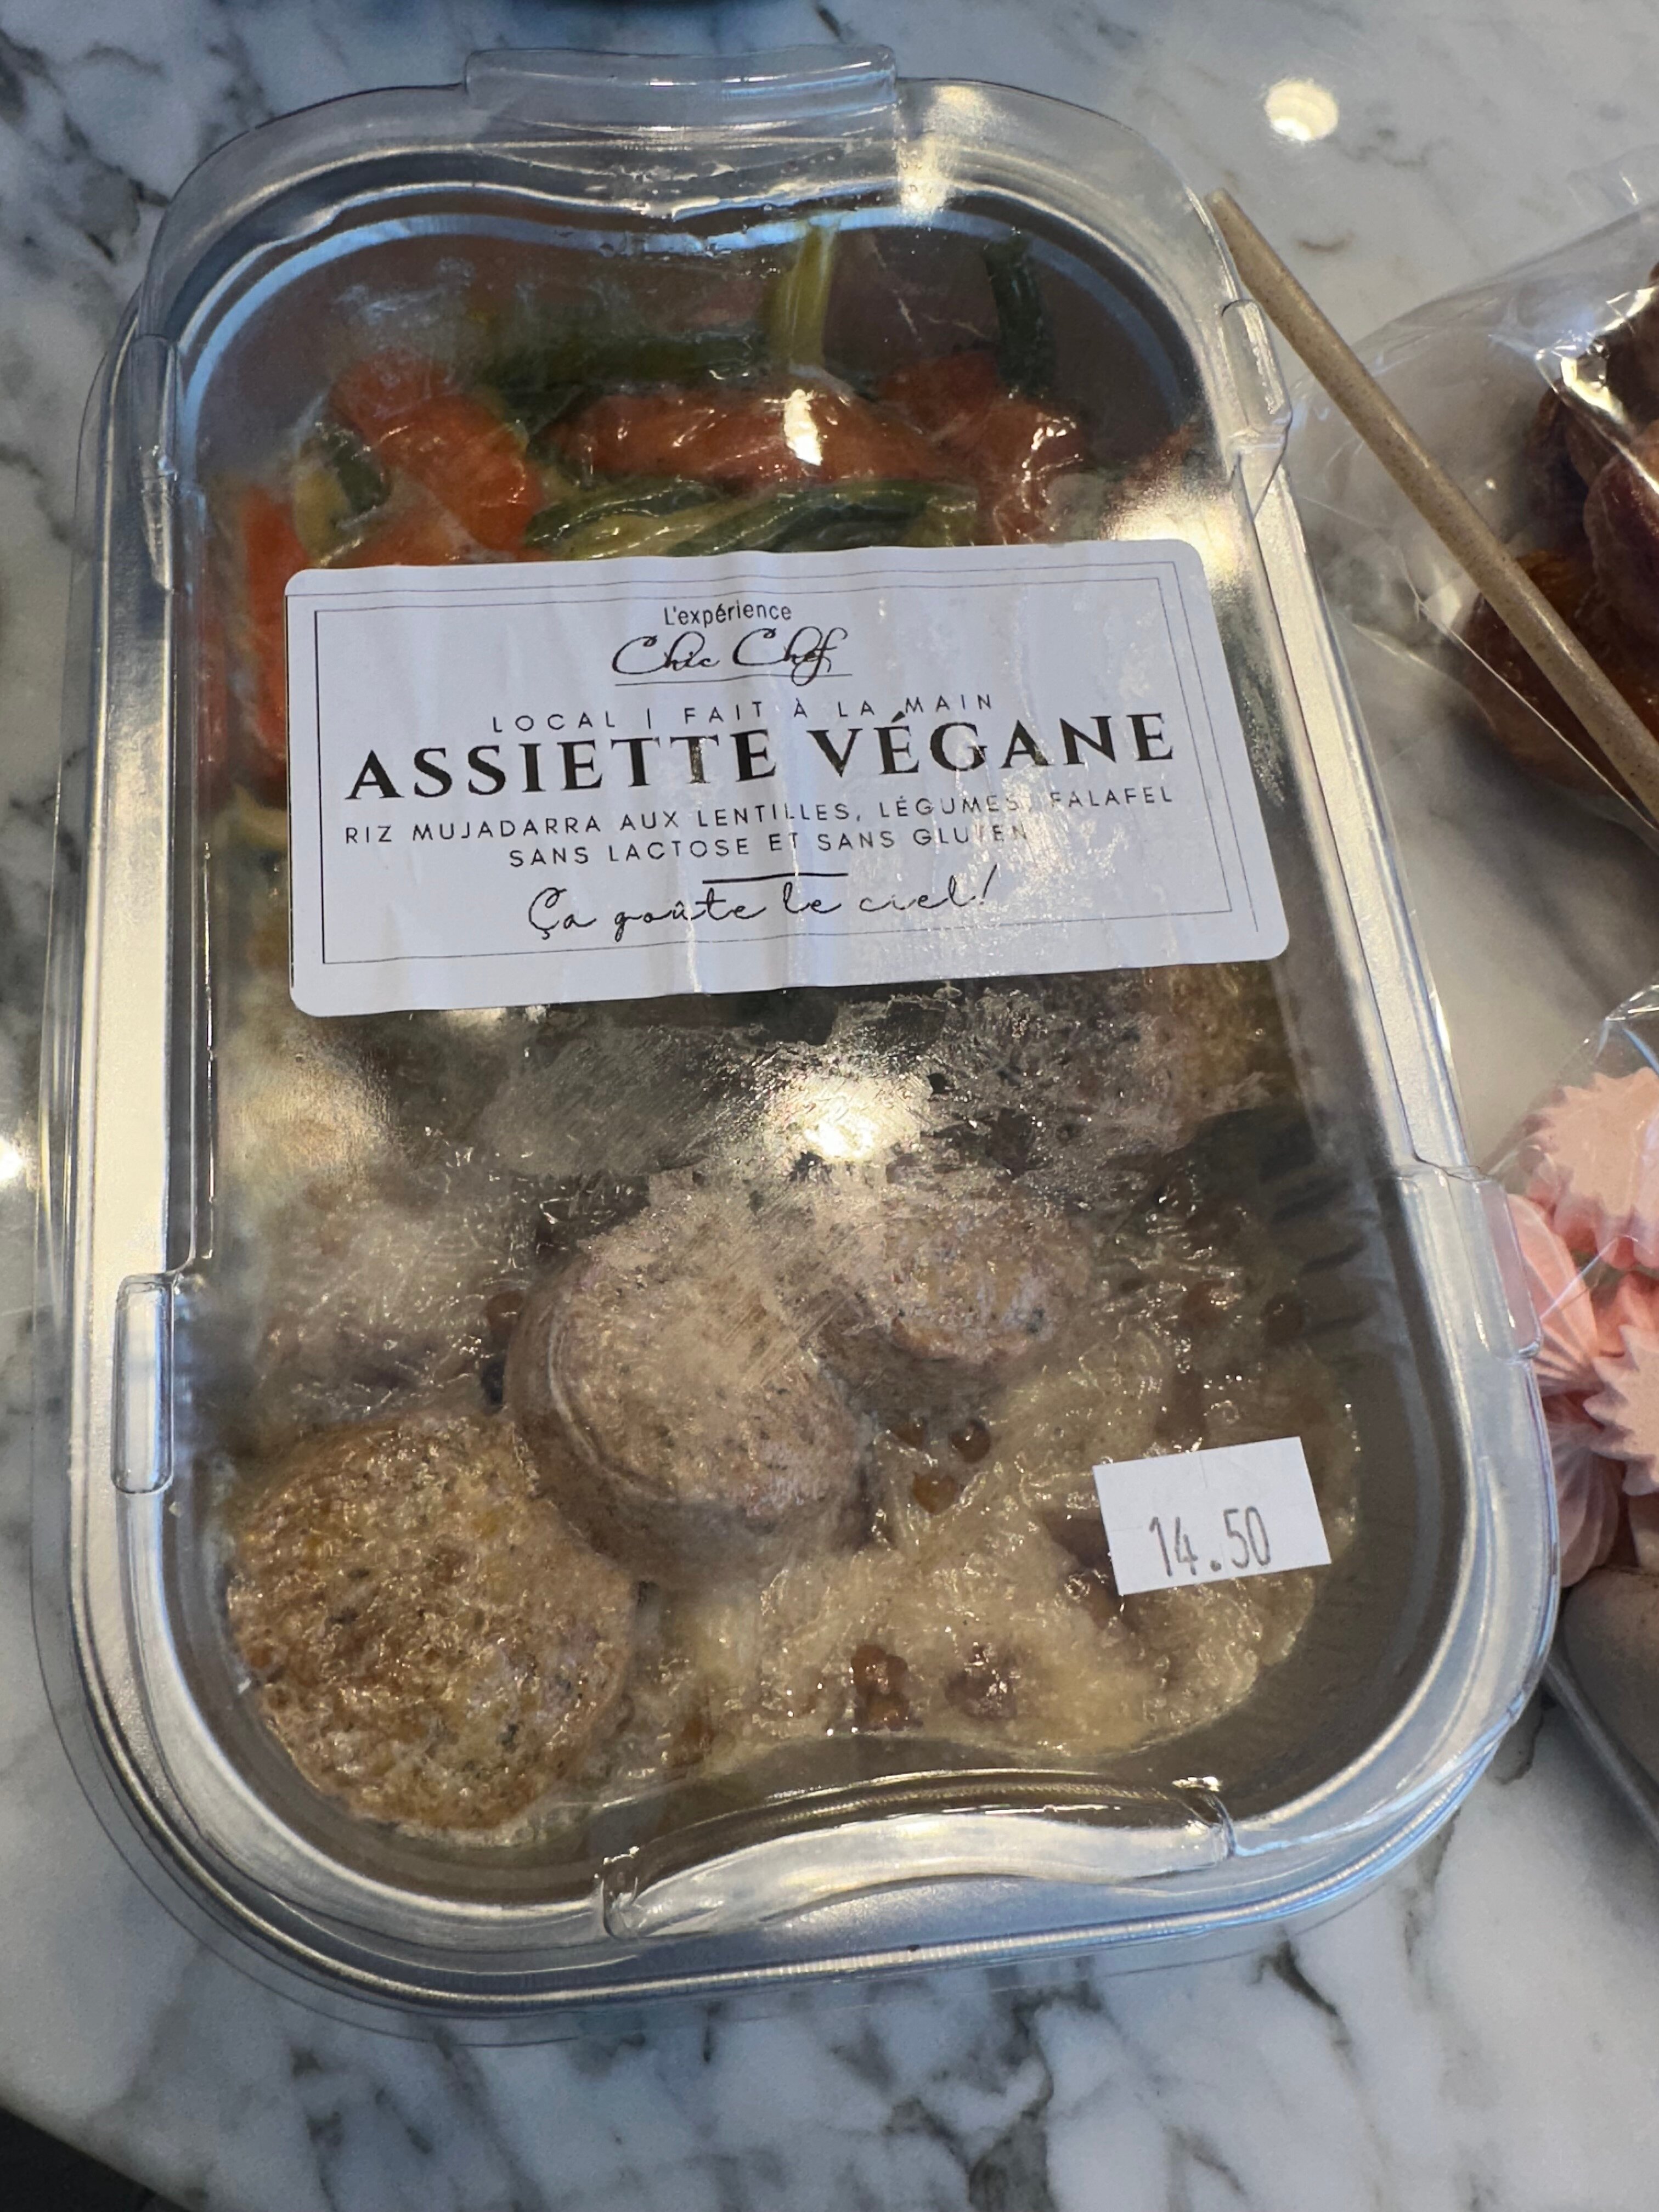 L'expérience
Chic Chef
LOCAL | FAIT À LA MAIN
ASSIETTE VÉGANE
RIZ MUJADARRA AUX LENTILLES, LÉGUMES, FALAFEL
SANS LACTOSE ET SANS GLUTEN
Ça goûte le ciel!
14.50